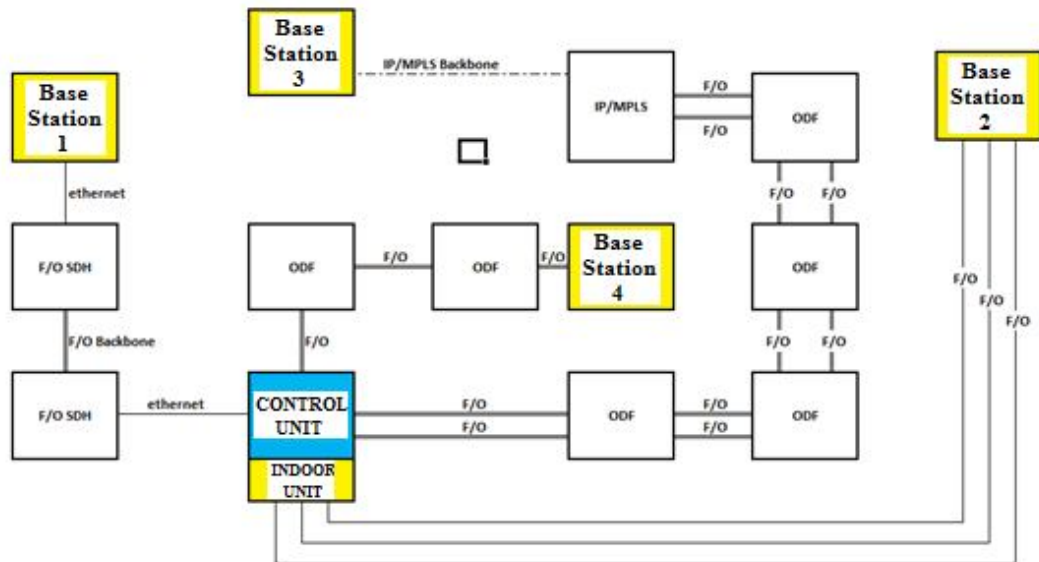 Base
Station
3
IP/MPLS Backbone
IP/MPLS
F/O
F/O
ODF
Base
Station
2
Base
Station
1
ethernet
F/O SDH
F/O Backbone
F/O SDH
ethernet
ODF
F/O
ODF
F/O
Base
Station
4
F/O
F/O
F/O
ODF
F/O
F/O
F/O
F/O
F/O
CONTROL
UNIT
INDOOR
UNIT
F/O
F/O
ODF
F/O
F/O
ODF